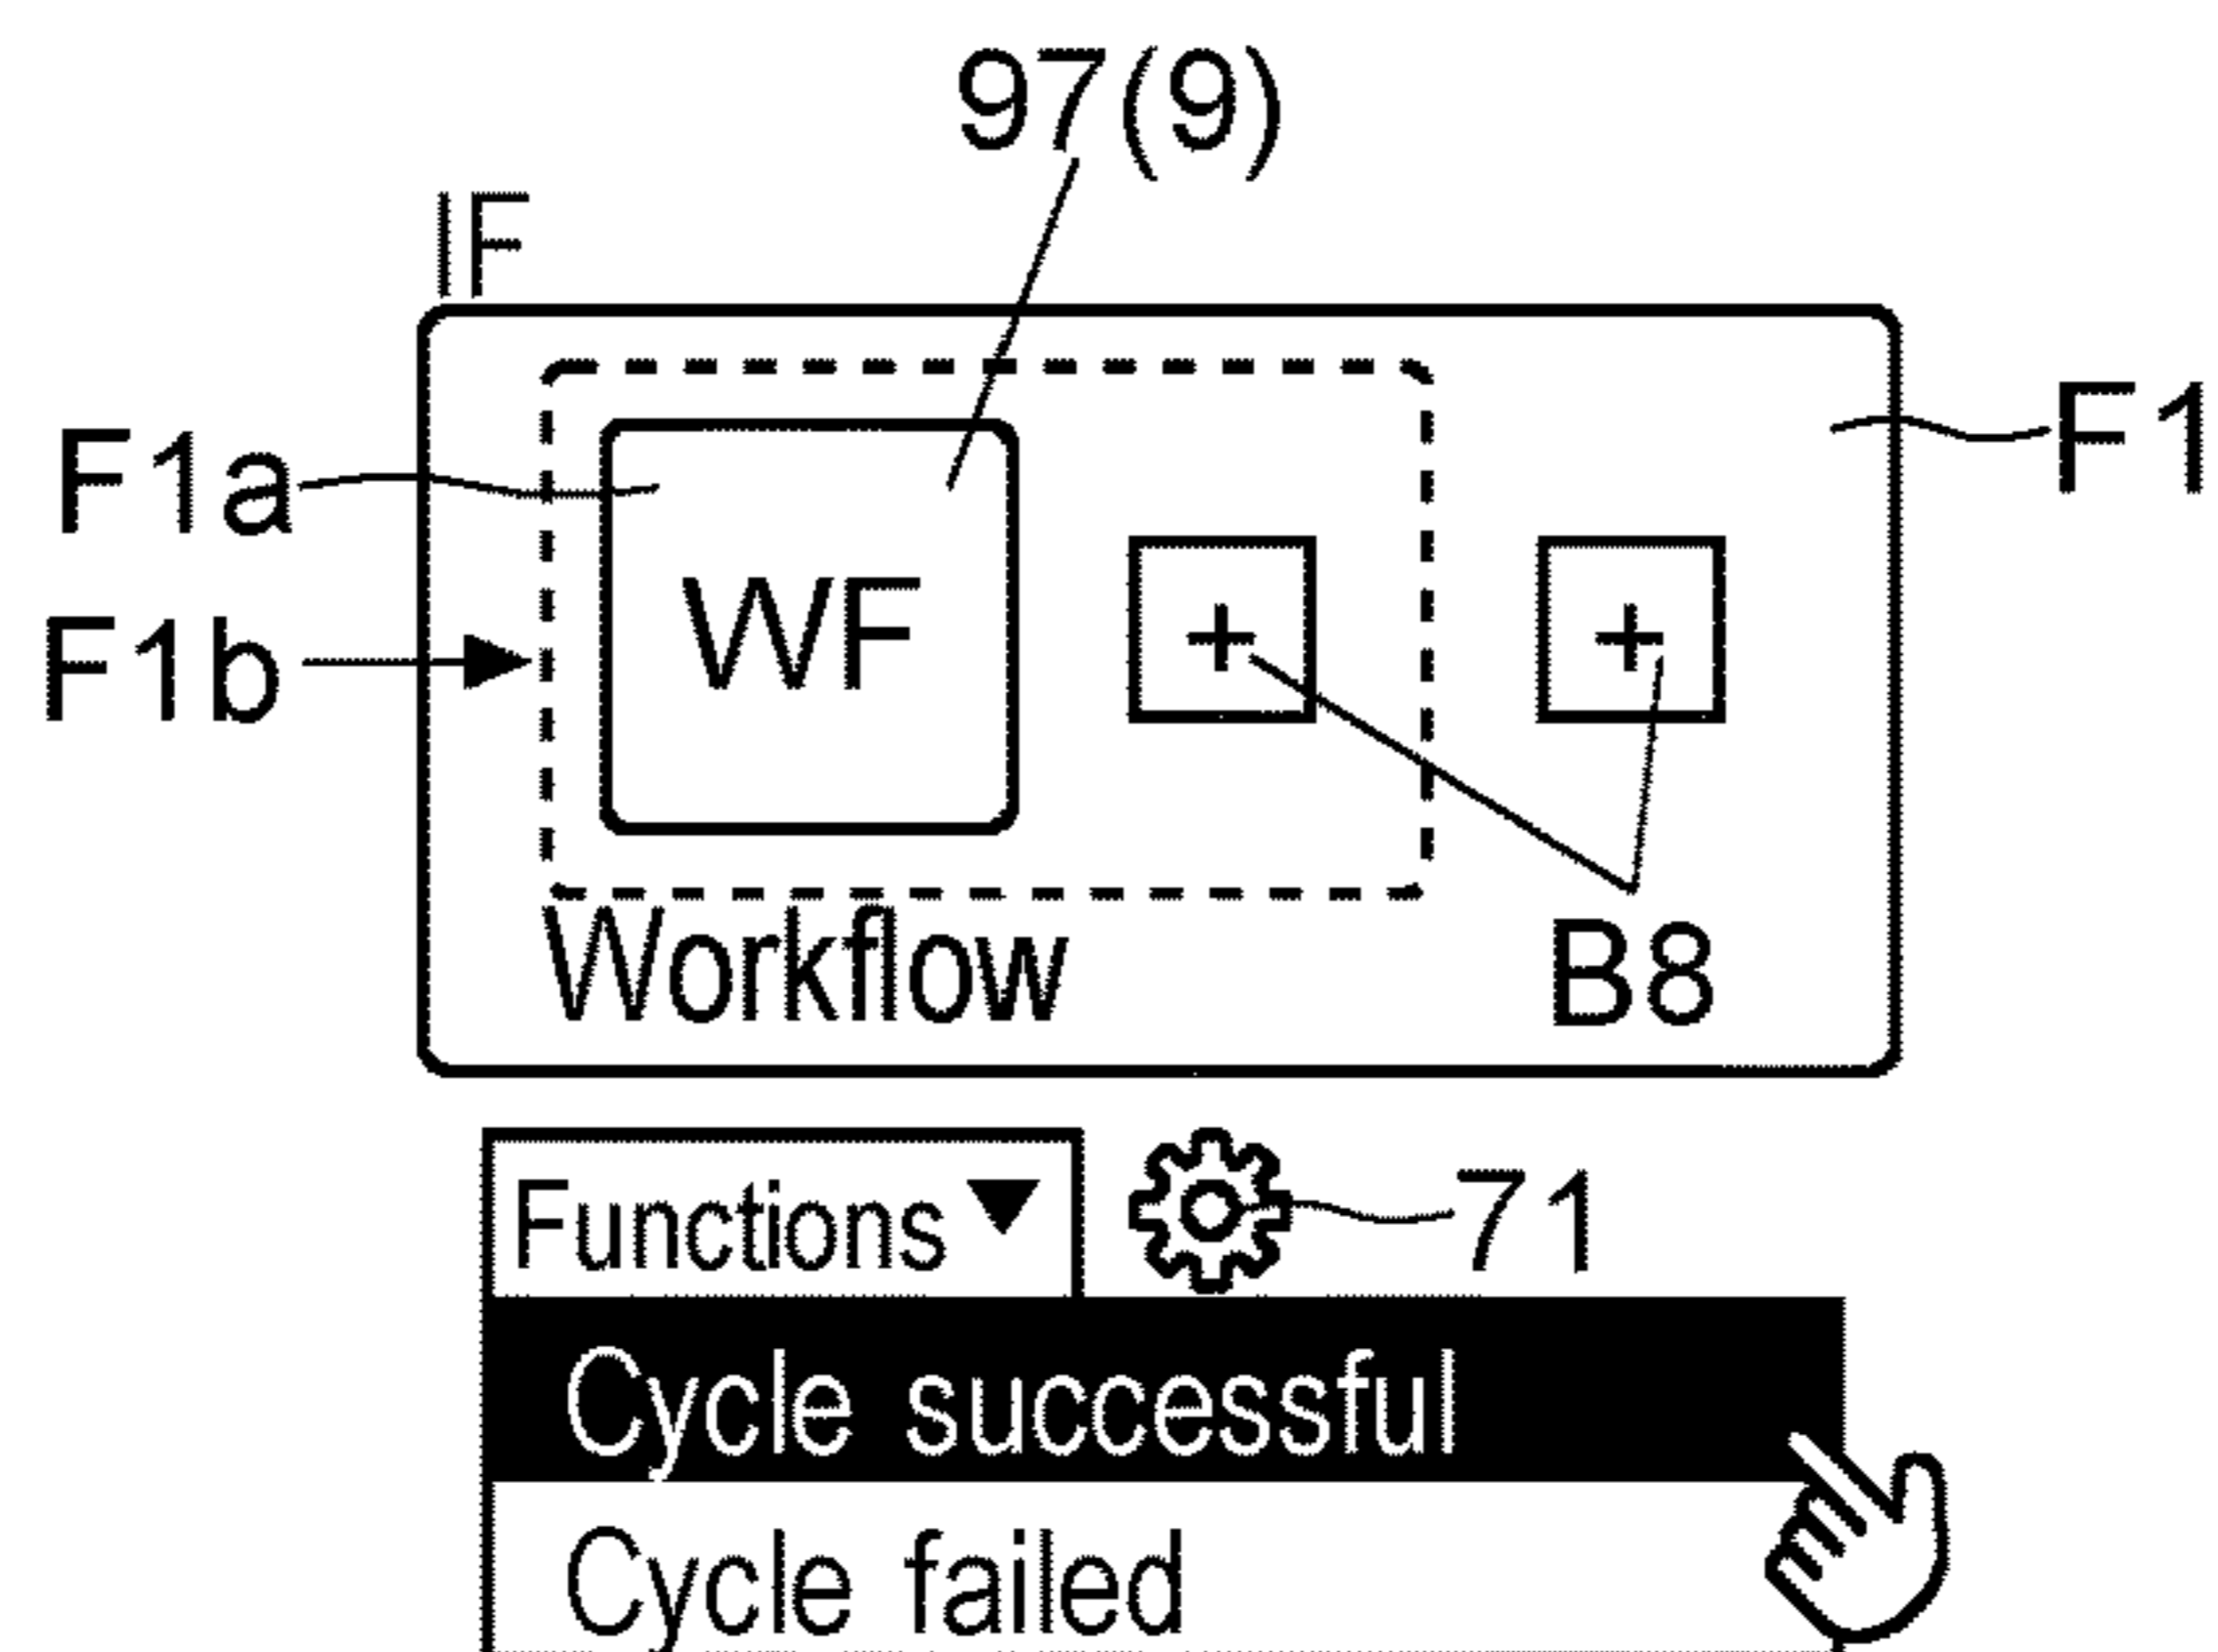 97(9)
IF
F1a
F1
F1b
WF
+
+
Workflow
B8
Functions ▼
71
Cycle successful
Cycle failed